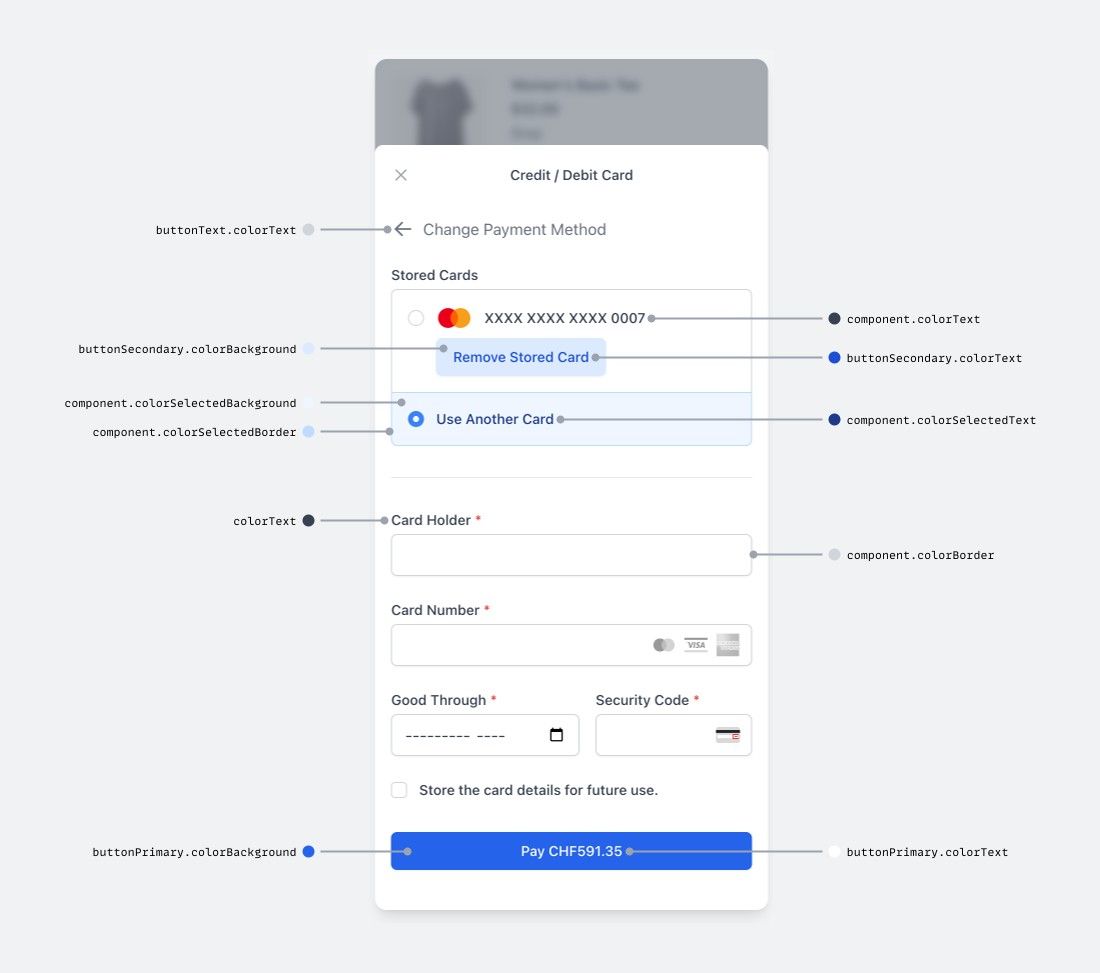 Credit / Debit Card
buttonText.colorText
Change Payment Method
Stored Cards
XXXX XXXX XXXX 0007
component.colorText
buttonSecondary.colorBackground
Remove Stored Card
buttonSecondary.colorText
component.colorSelectedBackground
Use Another Card
component.colorSelectedText
component.colorSelectedBorder
colorText
Card Holder *
component.colorBorder
Card Number *
VISA
Good Through *
Security Code *
--------- ----
Store the card details for future use.
buttonPrimary.colorBackground
Pay CHF591.35
buttonPrimary.colorText